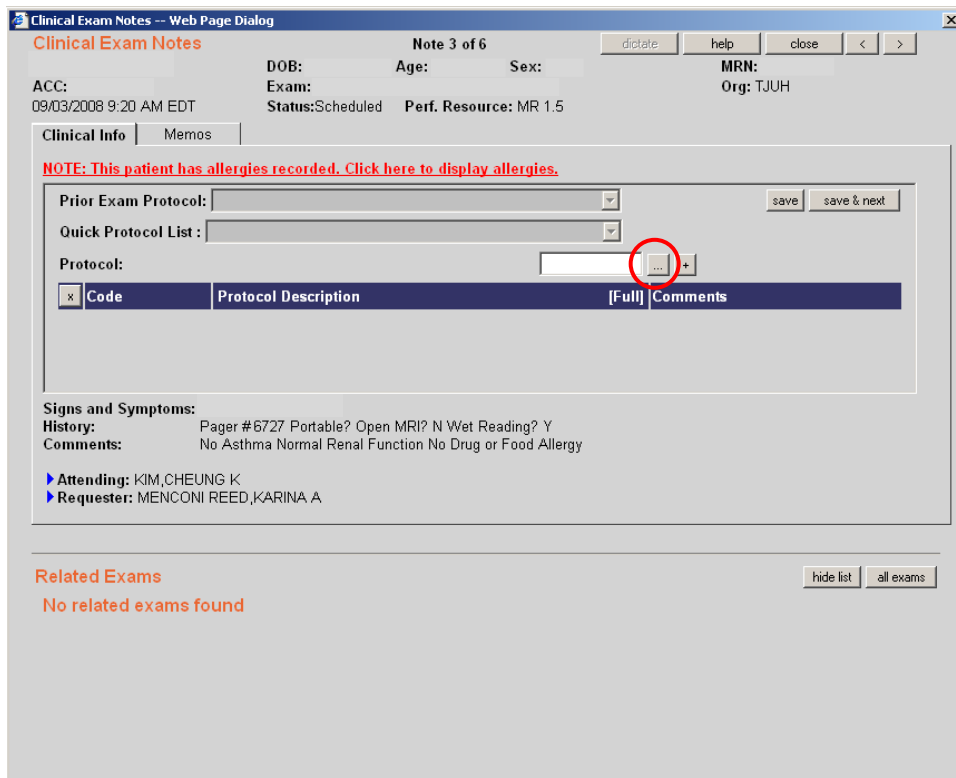 Clinical Exam Notes -- Web Page Dialog
Clinical Exam Notes Note 3 of 6 dictate help close < >
DOB: Age: Sex: MRN:
ACC: Exam: Org: TJUH
09/03/2008 9:20 AM EDT Status:Scheduled Perf. Resource: MR 1.5
Clinical Info Memos
NOTE: This patient has allergies recorded. Click here to display allergies.
Prior Exam Protocol: save save & next
Quick Protocol List :
Protocol: ... +
x Code Protocol Description [Full] Comments
Signs and Symptoms:
History: Pager #6727 Portable? Open MRI? N Wet Reading? Y
Comments: No Asthma Normal Renal Function No Drug or Food Allergy
Attending: KIM,CHEUNG K
Requester: MENCONI REED,KARINA A
Related Exams hide list all exams
No related exams found